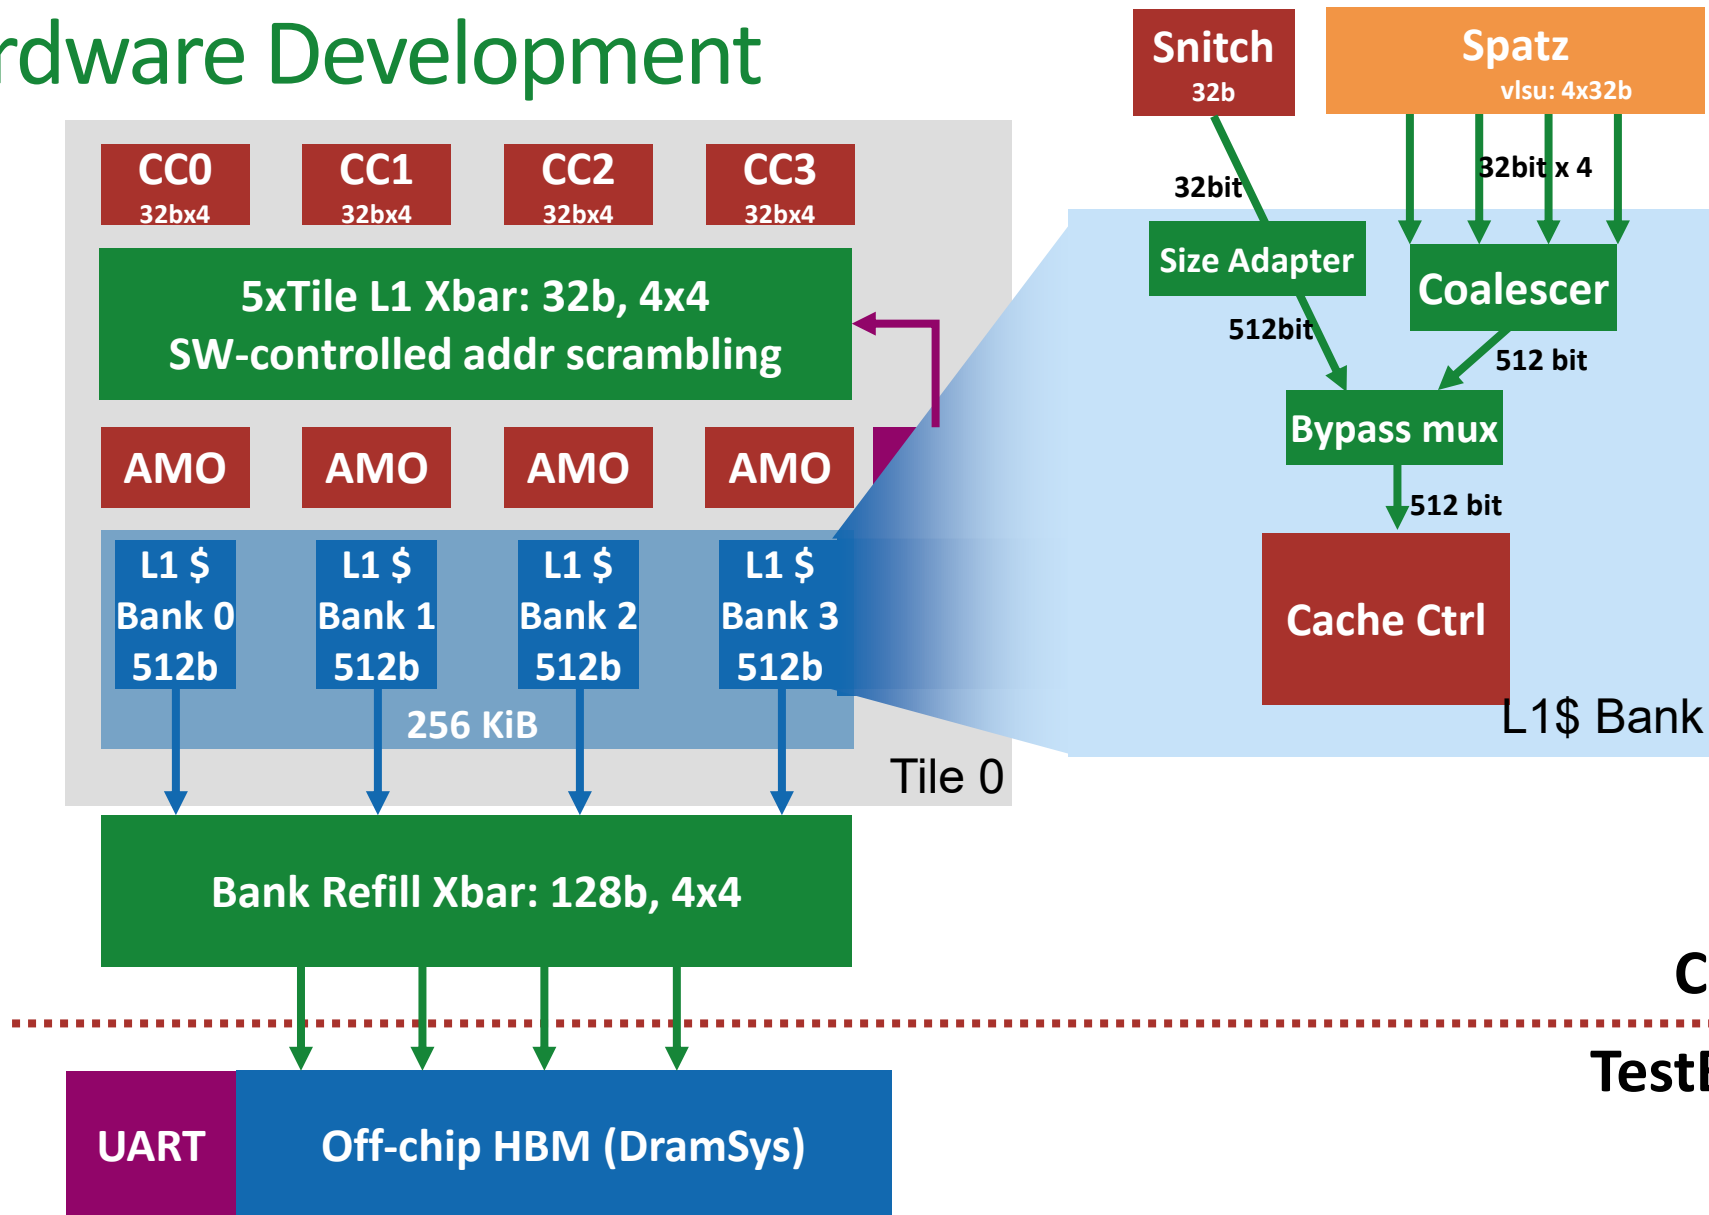 rdware Development
CC0
32bx4
CC1
32bx4
CC2
32bx4
CC3
32bx4
5xTile L1 Xbar: 32b, 4x4
SW-controlled addr scrambling
AMO
AMO
AMO
AMO
L1 $
Bank 0
512b
L1 $
Bank 1
512b
L1 $
Bank 2
512b
L1 $
Bank 3
512b
256 KiB
Tile 0
Bank Refill Xbar: 128b, 4x4
UART
Off-chip HBM (DramSys)
Snitch
32b
Spatz
vlsu: 4x32b
32bit
32bit x 4
Size Adapter
Coalescer
512bit
512 bit
Bypass mux
512 bit
Cache Ctrl
L1$ Bank
C
Test